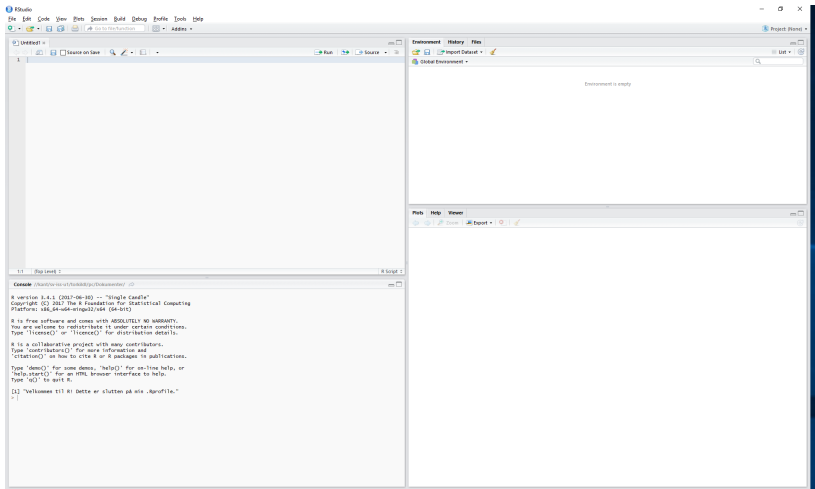 RStudio
File Edit Code View Plots Session Build Debug Profile Tools Help
Go to file/function Addins Project: (None)
Untitled1
Source on Save Run Source
1
1:1 (Top Level) R Script
Console
R version 3.4.1 (2017-06-30) -- "Single Candle"
Copyright (C) 2017 The R Foundation for Statistical Computing
Platform: x86_64-w64-mingw32/x64 (64-bit)
R is free software and comes with ABSOLUTELY NO WARRANTY.
You are welcome to redistribute it under certain conditions.
Type 'license()' or 'licence()' for distribution details.
R is a collaborative project with many contributors.
Type 'contributors()' for more information and
'citation()' on how to cite R or R packages in publications.
Type 'demo()' for some demos, 'help()' for on-line help, or
'help.start()' for an HTML browser interface to help.
Type 'q()' to quit R.
[1] "Velkommen til R! Dette er slutten på min .Rprofile."
>
Environment History Files
Import Dataset List
Global Environment
Environment is empty
Plots Help Viewer
Zoom Export